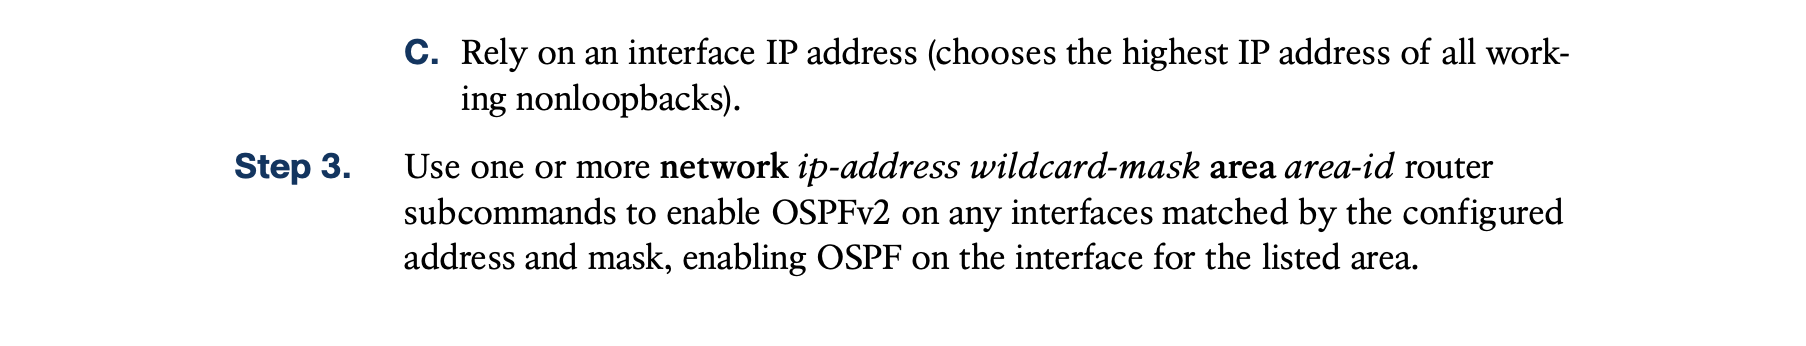 C. Rely on an interface IP address (chooses the highest IP address of all work-
ing nonloopbacks).
Step 3. Use one or more network ip-address wildcard-mask area area-id router
subcommands to enable OSPFv2 on any interfaces matched by the configured
address and mask, enabling OSPF on the interface for the listed area.